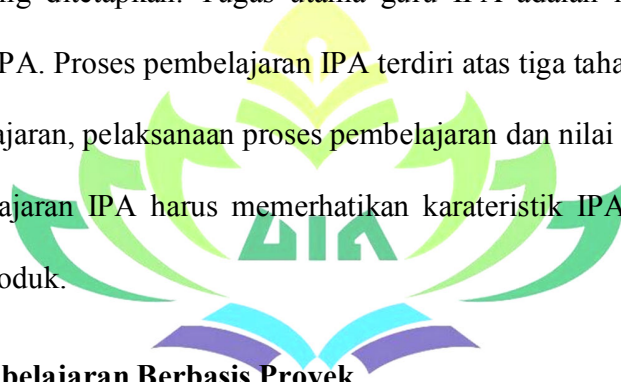 ng ditetapkan. Tugas utama guru IPA adalah
PA. Proses pembelajaran IPA terdiri atas tiga taha
ajaran, pelaksanaan proses pembelajaran dan nilai
ajaran IPA harus memerhatikan karateristik IPA
oduk.
UIN
belajaran Berbasis Proyek